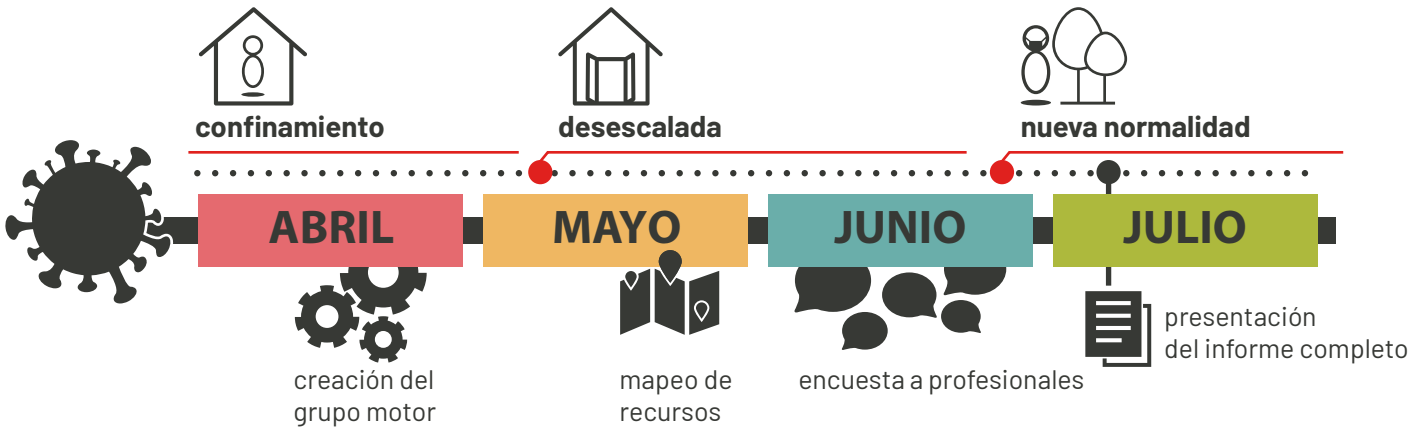 confinamiento
desescalada
nueva normalidad
ABRIL
MAYO
JUNIO
JULIO
creación del
grupo motor
mapeo de
recursos
encuesta a profesionales
presentación
del informe completo